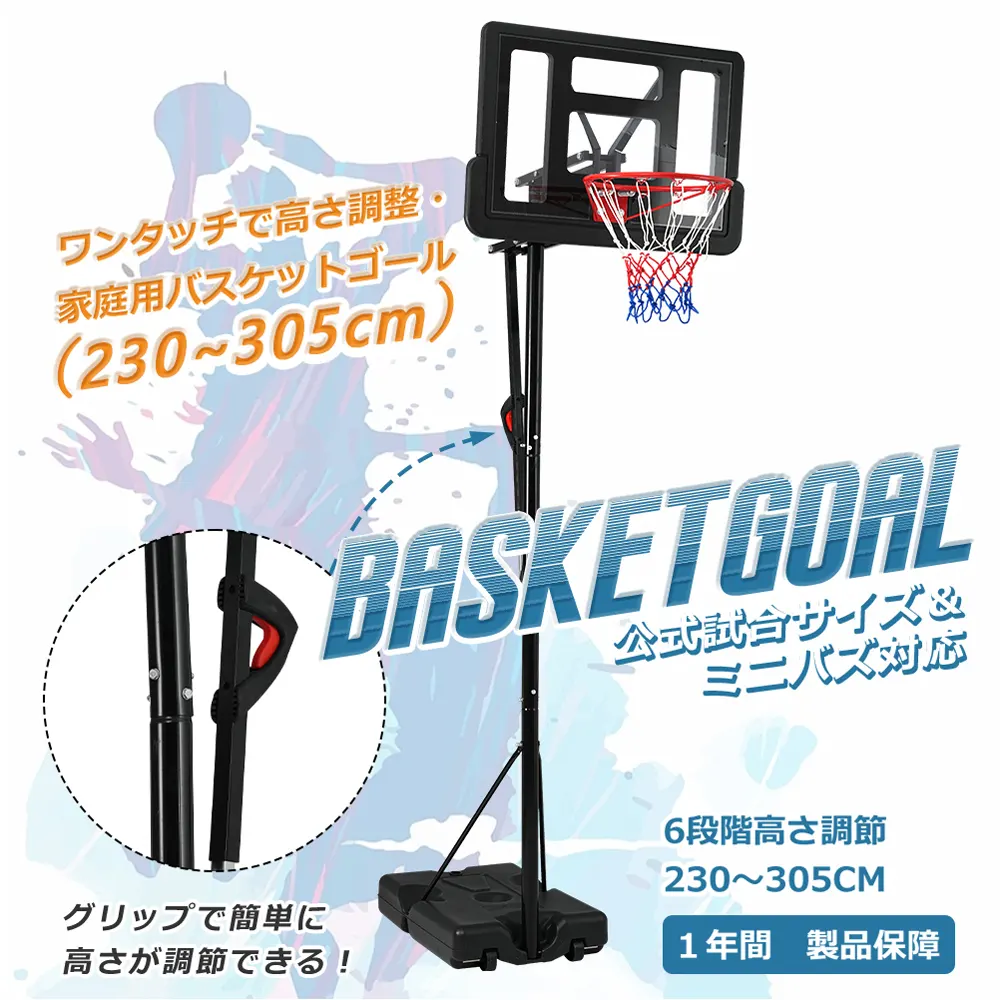 ワンタッチで高さ調整・
家庭用バスケットゴール
（230~305cm）
BASKETGOAL
公式試合サイズ＆
ミニバズ対応
6段階高さ調節
230～305CM
１年間　製品保障
グリップで簡単に
高さが調節できる！